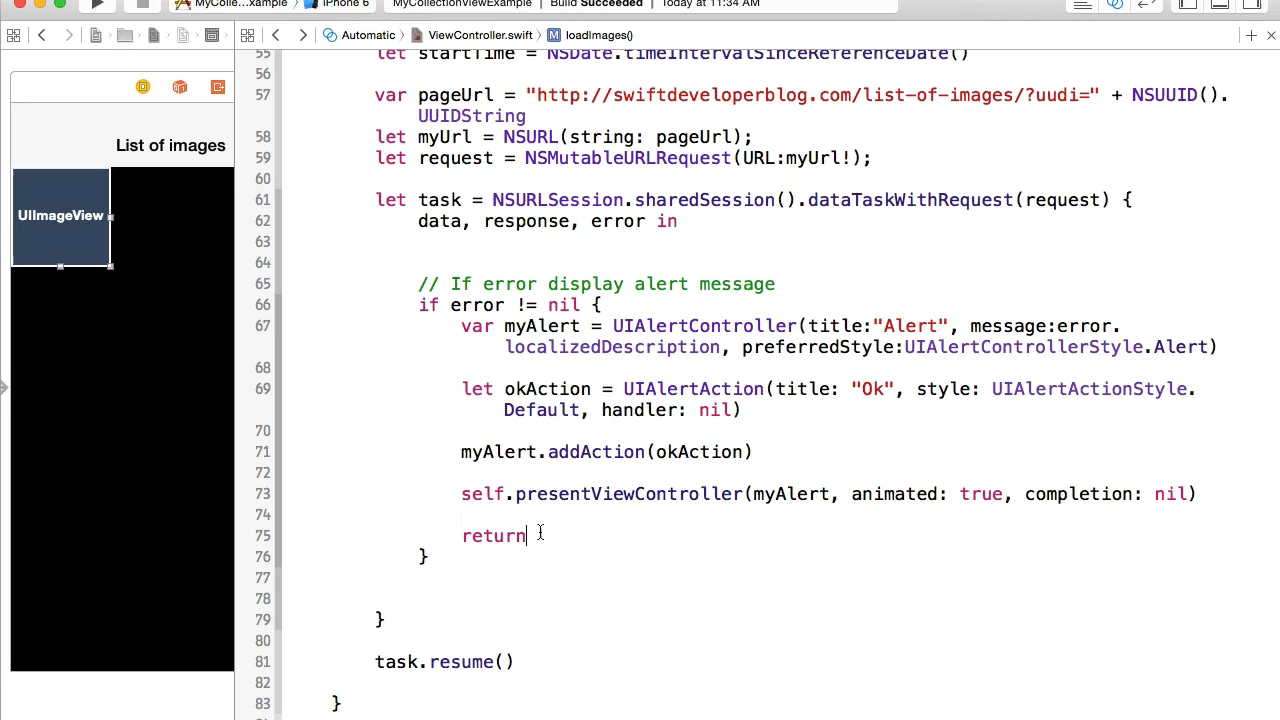 MyColle...xample iPhone 6 MyCollectionViewExample | Build Succeeded | Today at 11:34 AM
Automatic ViewController.swift loadImages()
M
List of images
UIImageView
55 let startTime = NSDate.timeIntervalSinceReferenceDate()
56
57 var pageUrl = "http://swiftdeveloperblog.com/list-of-images/?uudi=" + NSUUID().
UUIDString
58 let myUrl = NSURL(string: pageUrl);
59 let request = NSMutableURLRequest(URL:myUrl!);
60
61 let task = NSURLSession.sharedSession().dataTaskWithRequest(request) {
62 data, response, error in
63
64
65 // If error display alert message
66 if error != nil {
67 var myAlert = UIAlertController(title:"Alert", message:error.
localizedDescription, preferredStyle:UIAlertControllerStyle.Alert)
68
69 let okAction = UIAlertAction(title: "Ok", style: UIAlertActionStyle.
Default, handler: nil)
70
71 myAlert.addAction(okAction)
72
73 self.presentViewController(myAlert, animated: true, completion: nil)
74
75 return
76 }
77
78
79 }
80
81 task.resume()
82
83 }